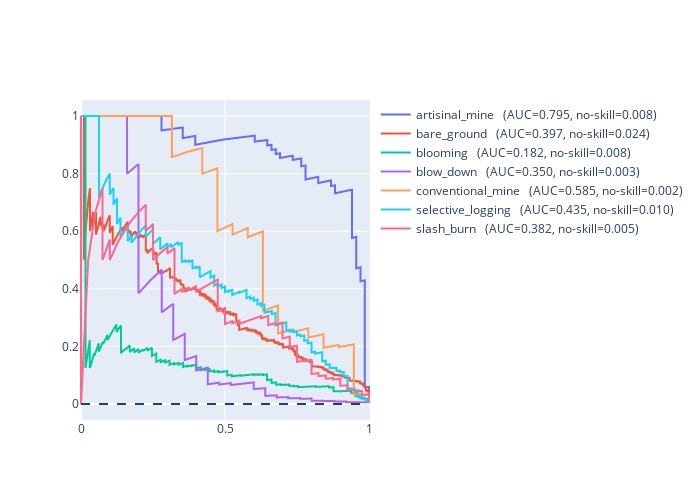 1
0.8
0.6
0.4
0.2
0
0
0.5
1
artisinal_mine (AUC=0.795, no-skill=0.008)
bare_ground (AUC=0.397, no-skill=0.024)
blooming (AUC=0.182, no-skill=0.008)
blow_down (AUC=0.350, no-skill=0.003)
conventional_mine (AUC=0.585, no-skill=0.002)
selective_logging (AUC=0.435, no-skill=0.010)
slash_burn (AUC=0.382, no-skill=0.005)